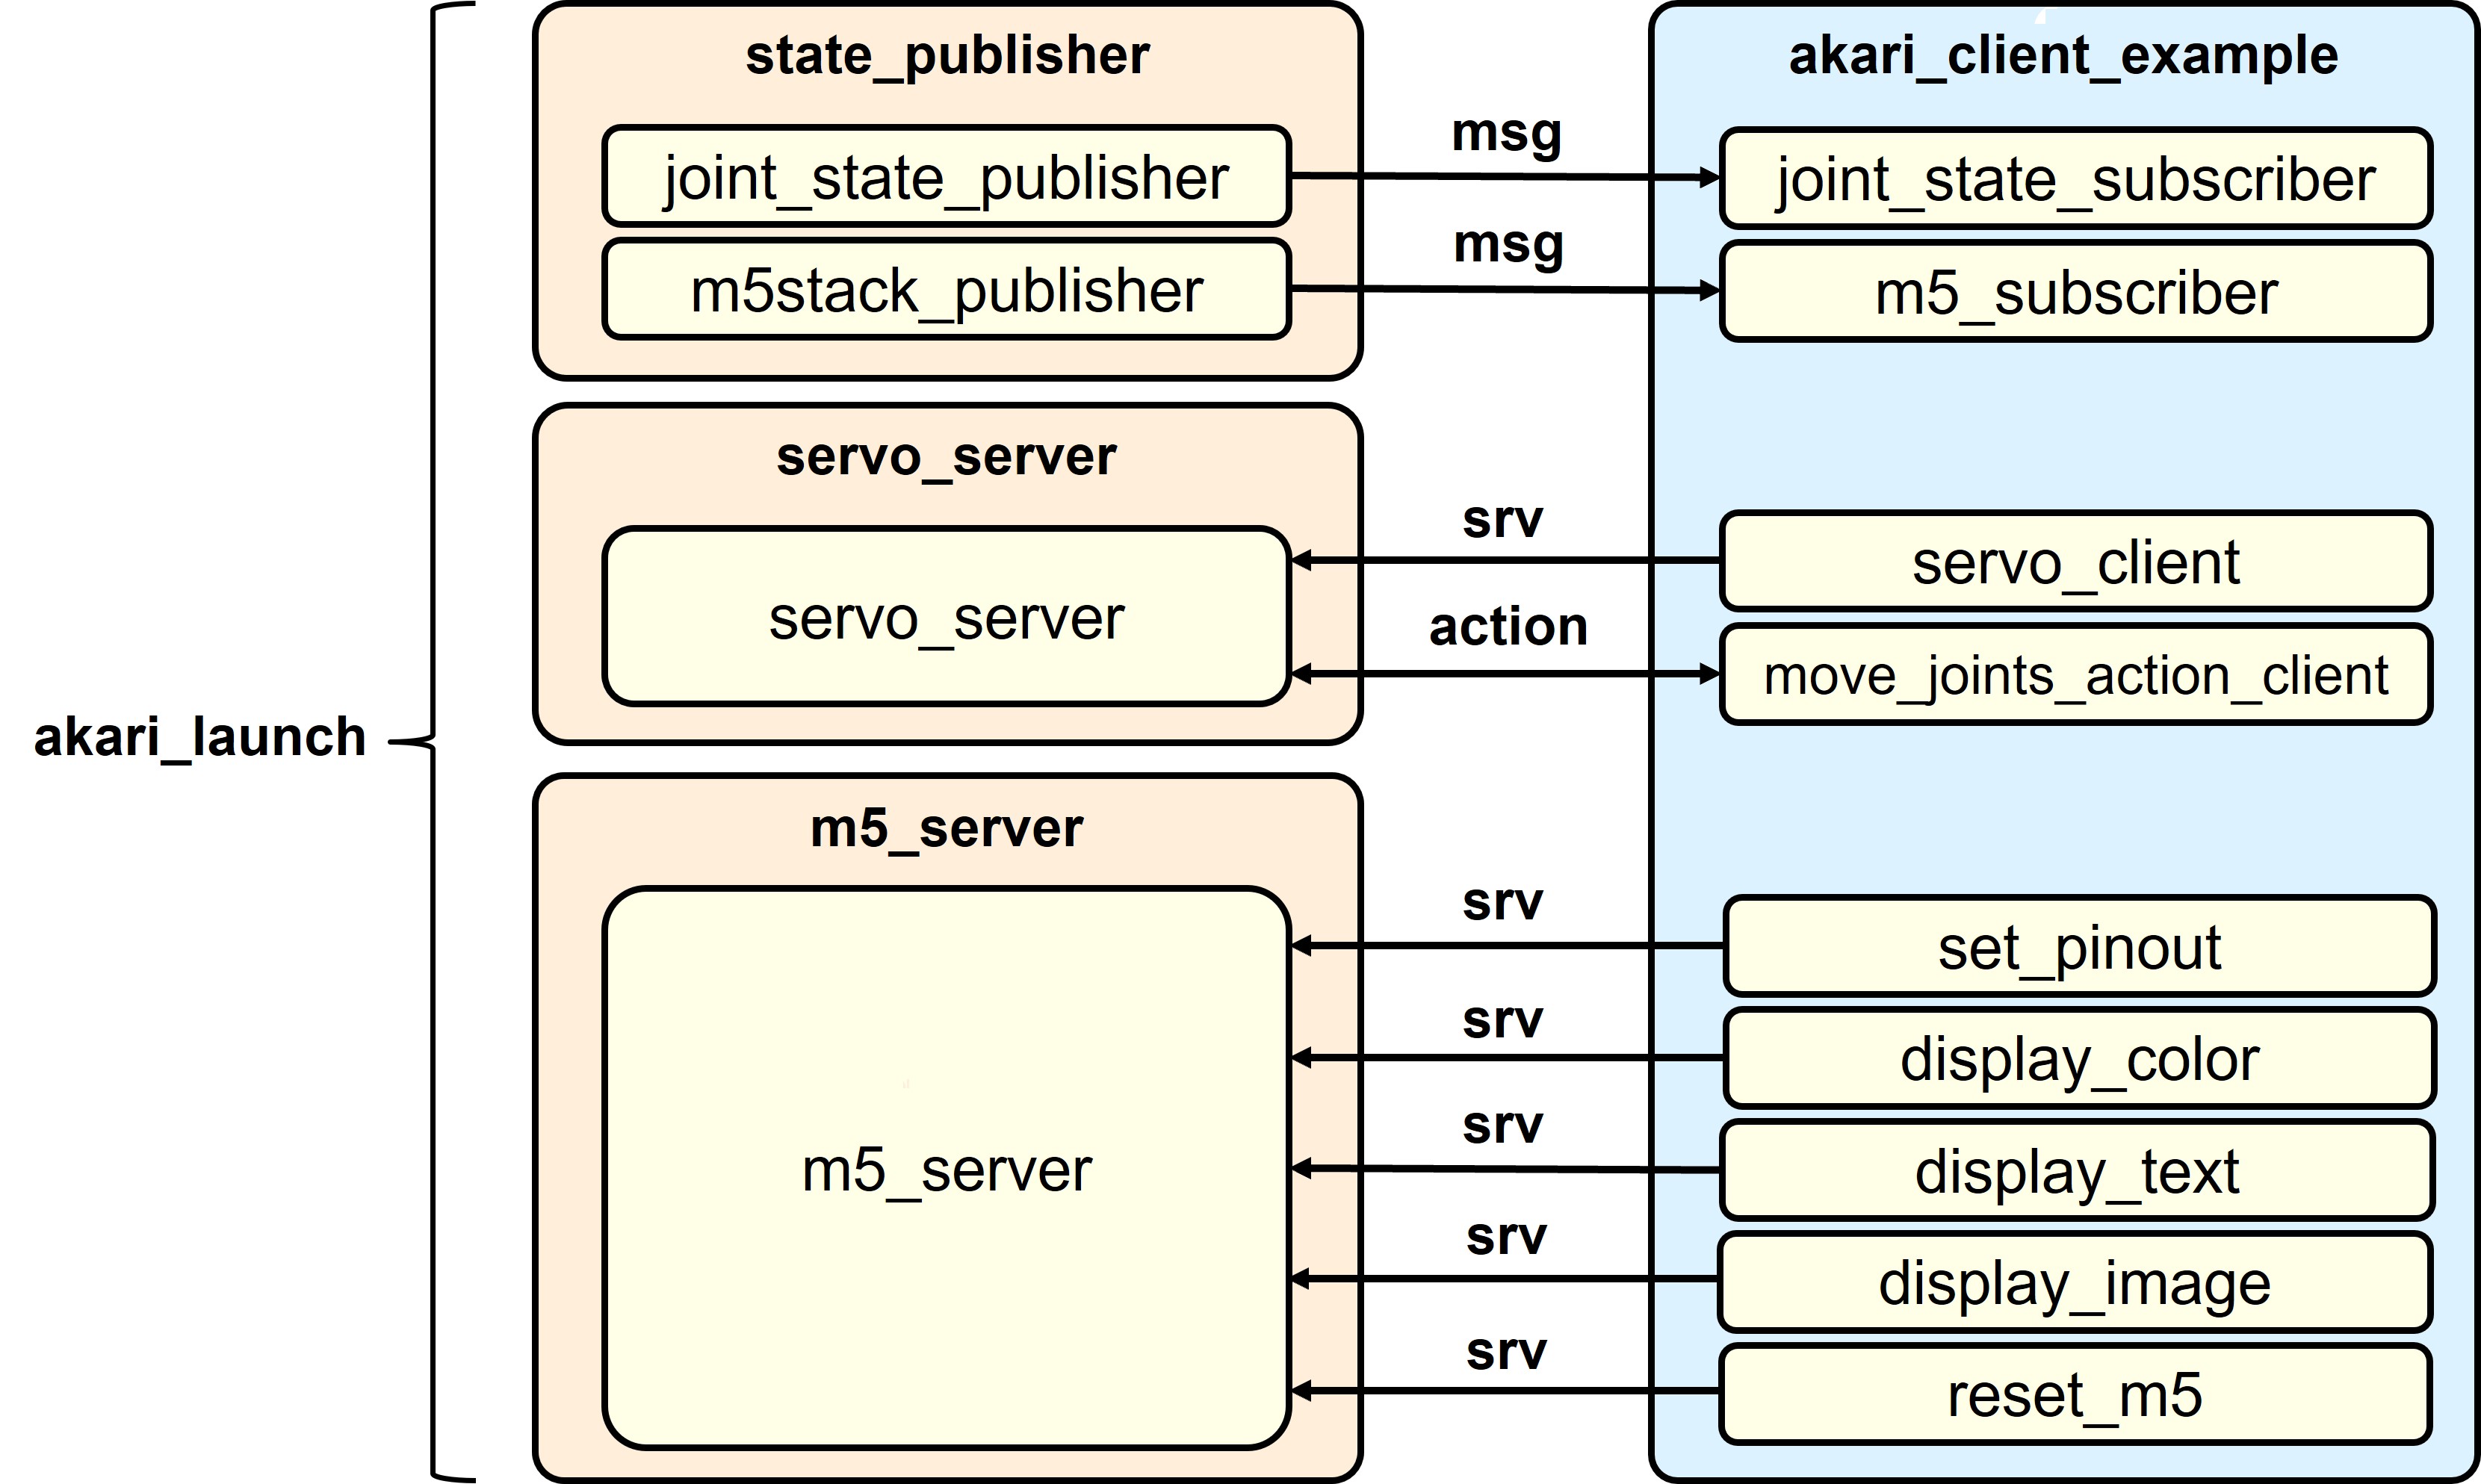 akari_launch
state_publisher
joint_state_publisher
m5stack_publisher
servo_server
servo_server
m5_server
m5_server
msg
msg
srv
action
srv
srv
srv
srv
srv
akari_client_example
joint_state_subscriber
m5_subscriber
servo_client
move_joints_action_client
set_pinout
display_color
display_text
display_image
reset_m5